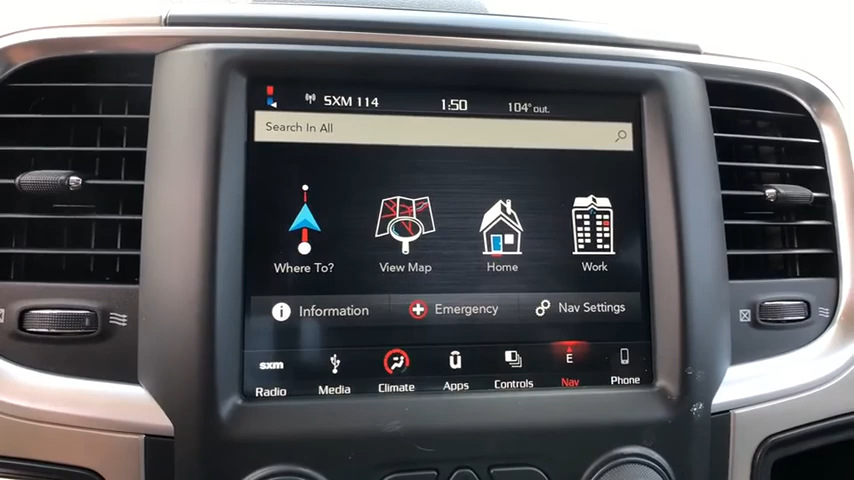 SXM 114 1:50 104° out.
Search In All
Where To? View Map Home Work
Information Emergency Nav Settings
sxm E
Radio Media Climate Apps Controls Nav Phone